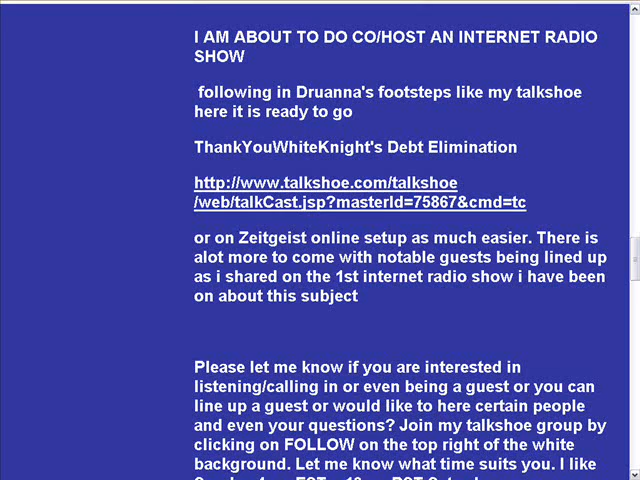 I AM ABOUT TO DO CO/HOST AN INTERNET RADIO
SHOW
following in Druanna's footsteps like my talkshoe
here it is ready to go
ThankYouWhiteKnight's Debt Elimination
http://www.talkshoe.com/talkshoe
/web/talkCast.jsp?masterId=75867&cmd=tc
or on Zeitgeist online setup as much easier. There is
alot more to come with notable guests being lined up
as i shared on the 1st internet radio show i have been
on about this subject
Please let me know if you are interested in
listening/calling in or even being a guest or you can
line up a guest or would like to here certain people
and even your questions? Join my talkshoe group by
clicking on FOLLOW on the top right of the white
background. Let me know what time suits you. I like